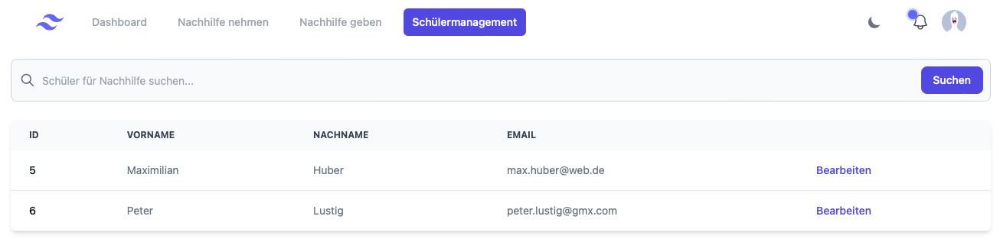 Dashboard Nachhilfe nehmen Nachhilfe geben Schülermanagement
Schüler für Nachhilfe suchen... Suchen
ID VORNAME NACHNAME EMAIL
5 Maximilian Huber max.huber@web.de Bearbeiten
6 Peter Lustig peter.lustig@gmx.com Bearbeiten